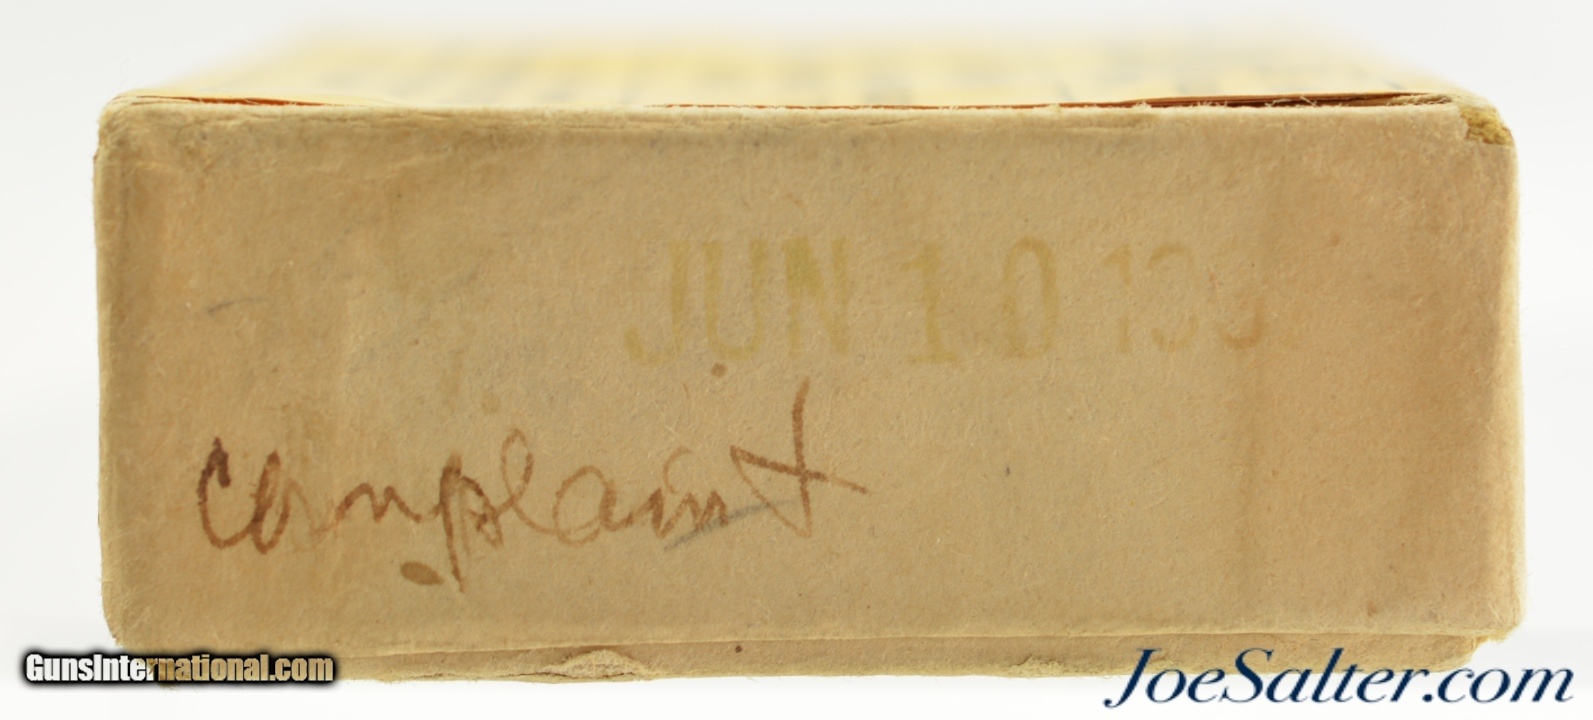 JUN 10
complaint
GunsInternational.com
JoeSalter.com